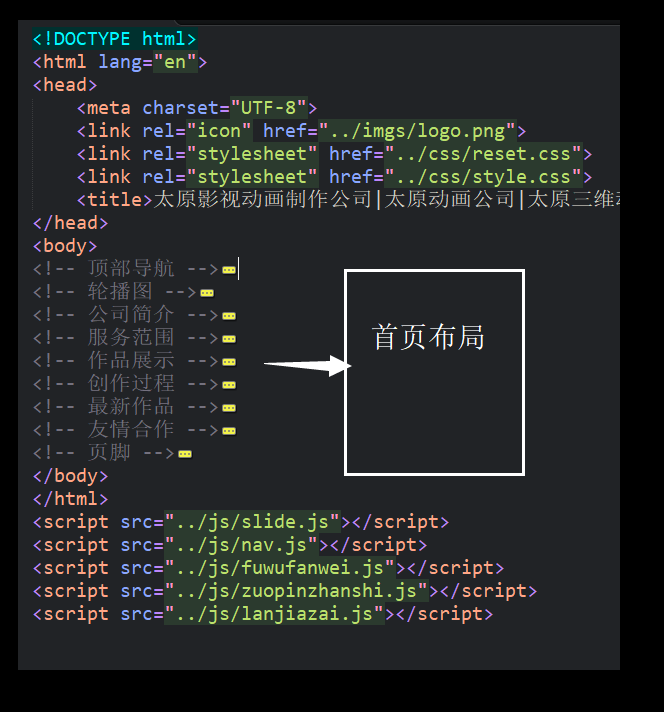 <!DOCTYPE html>
<html lang="en">
<head>
<meta charset="UTF-8">
<link rel="icon" href="../imgs/logo.png">
<link rel="stylesheet" href="../css/reset.css">
<link rel="stylesheet" href="../css/style.css">
<title>太原影视动画制作公司|太原动画公司|太原三维动
</head>
<body>
<!-- 顶部导航 -->
<!-- 轮播图 -->
<!-- 公司简介 -->
<!-- 服务范围 -->
首页布局
<!-- 作品展示 -->
<!-- 创作过程 -->
<!-- 最新作品 -->
<!-- 友情合作 -->
<!-- 页脚 -->
</body>
</html>
<script src="../js/slide.js"></script>
<script src="../js/nav.js"></script>
<script src="../js/fuwufanwei.js"></script>
<script src="../js/zuopinzhanshi.js"></script>
<script src="../js/lanjiazai.js"></script>